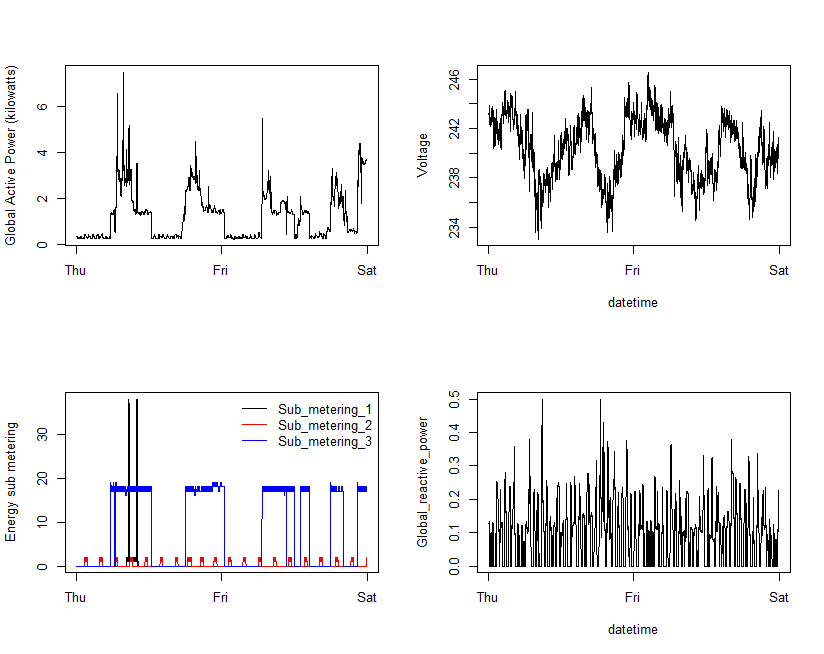 Global Active Power (kilowatts)
0
2
4
6
Thu
Fri
Sat
Voltage
234
238
242
246
Thu
Fri
Sat
datetime
Energy sub metering
0
10
20
30
Sub_metering_1
Sub_metering_2
Sub_metering_3
Thu
Fri
Sat
Global_reactive_power
0.0
0.1
0.2
0.3
0.4
0.5
Thu
Fri
Sat
datetime